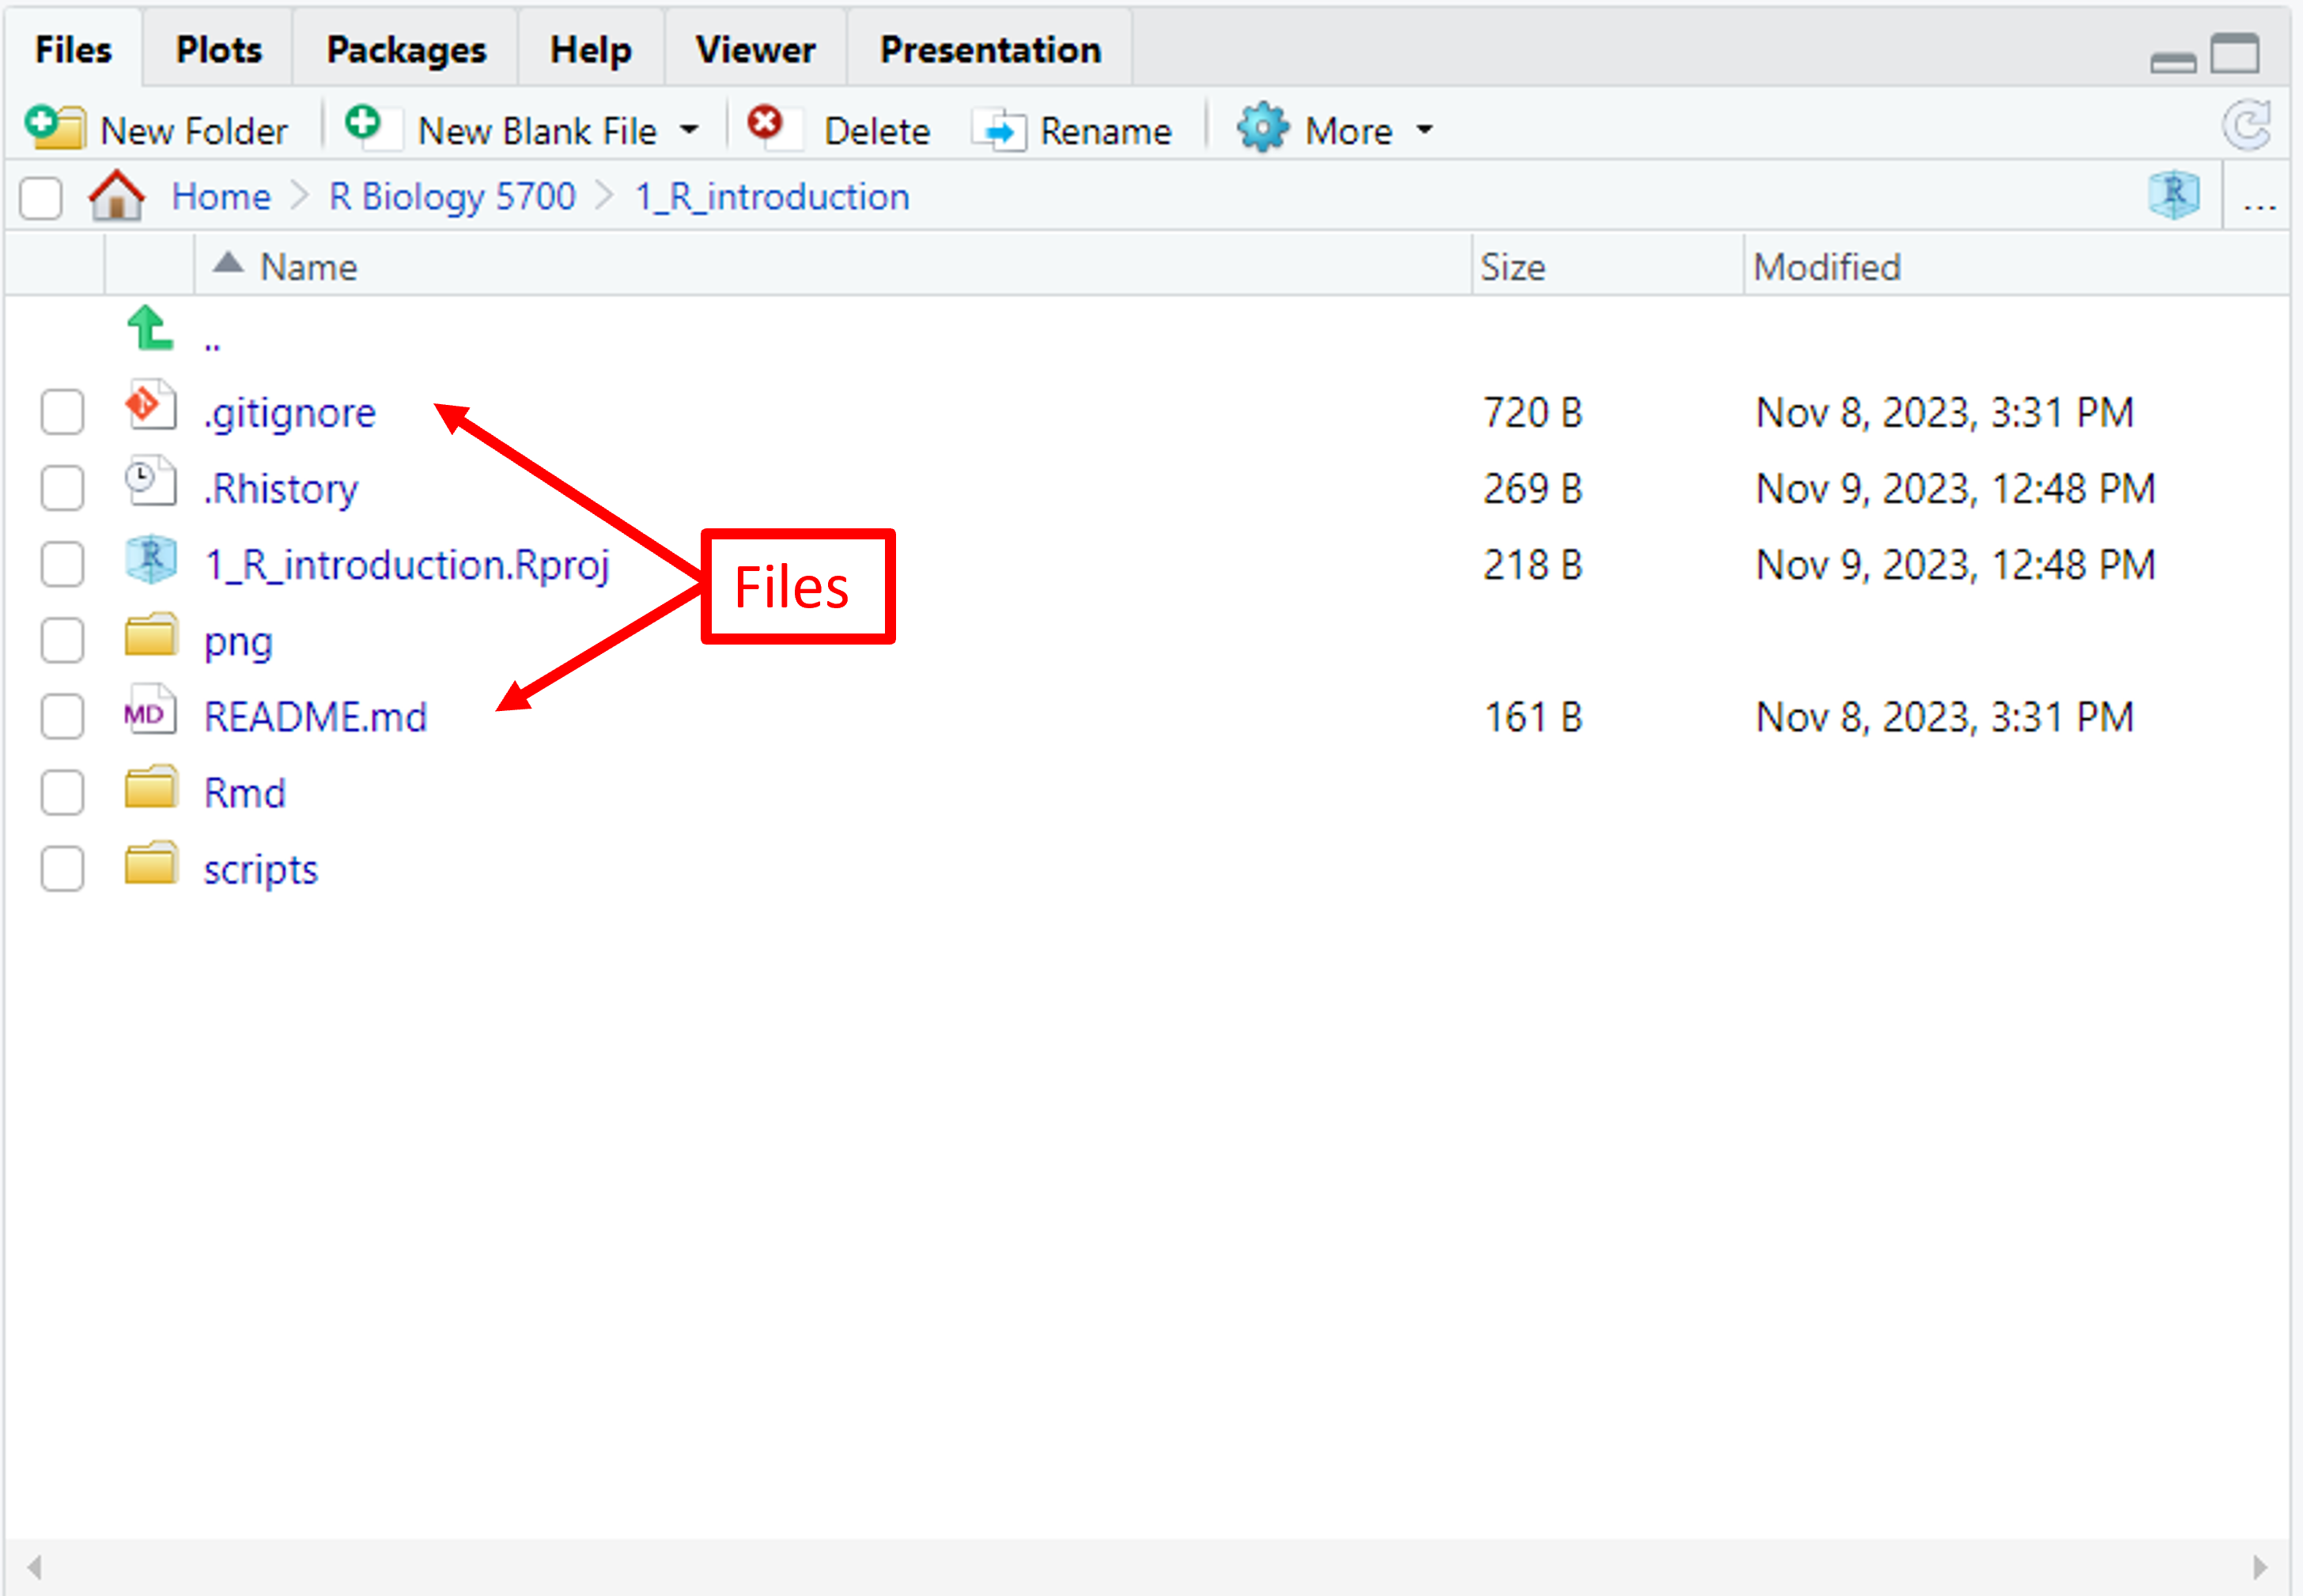 Files Plots Packages Help Viewer Presentation
New Folder New Blank File Delete Rename More
Home > R Biology 5700 > 1_R_introduction R ...
Name Size Modified
..
.gitignore 720 B Nov 8, 2023, 3:31 PM
.Rhistory 269 B Nov 9, 2023, 12:48 PM
R 1_R_introduction.Rproj 218 B Nov 9, 2023, 12:48 PM
Files
png
MD README.md 161 B Nov 8, 2023, 3:31 PM
Rmd
scripts